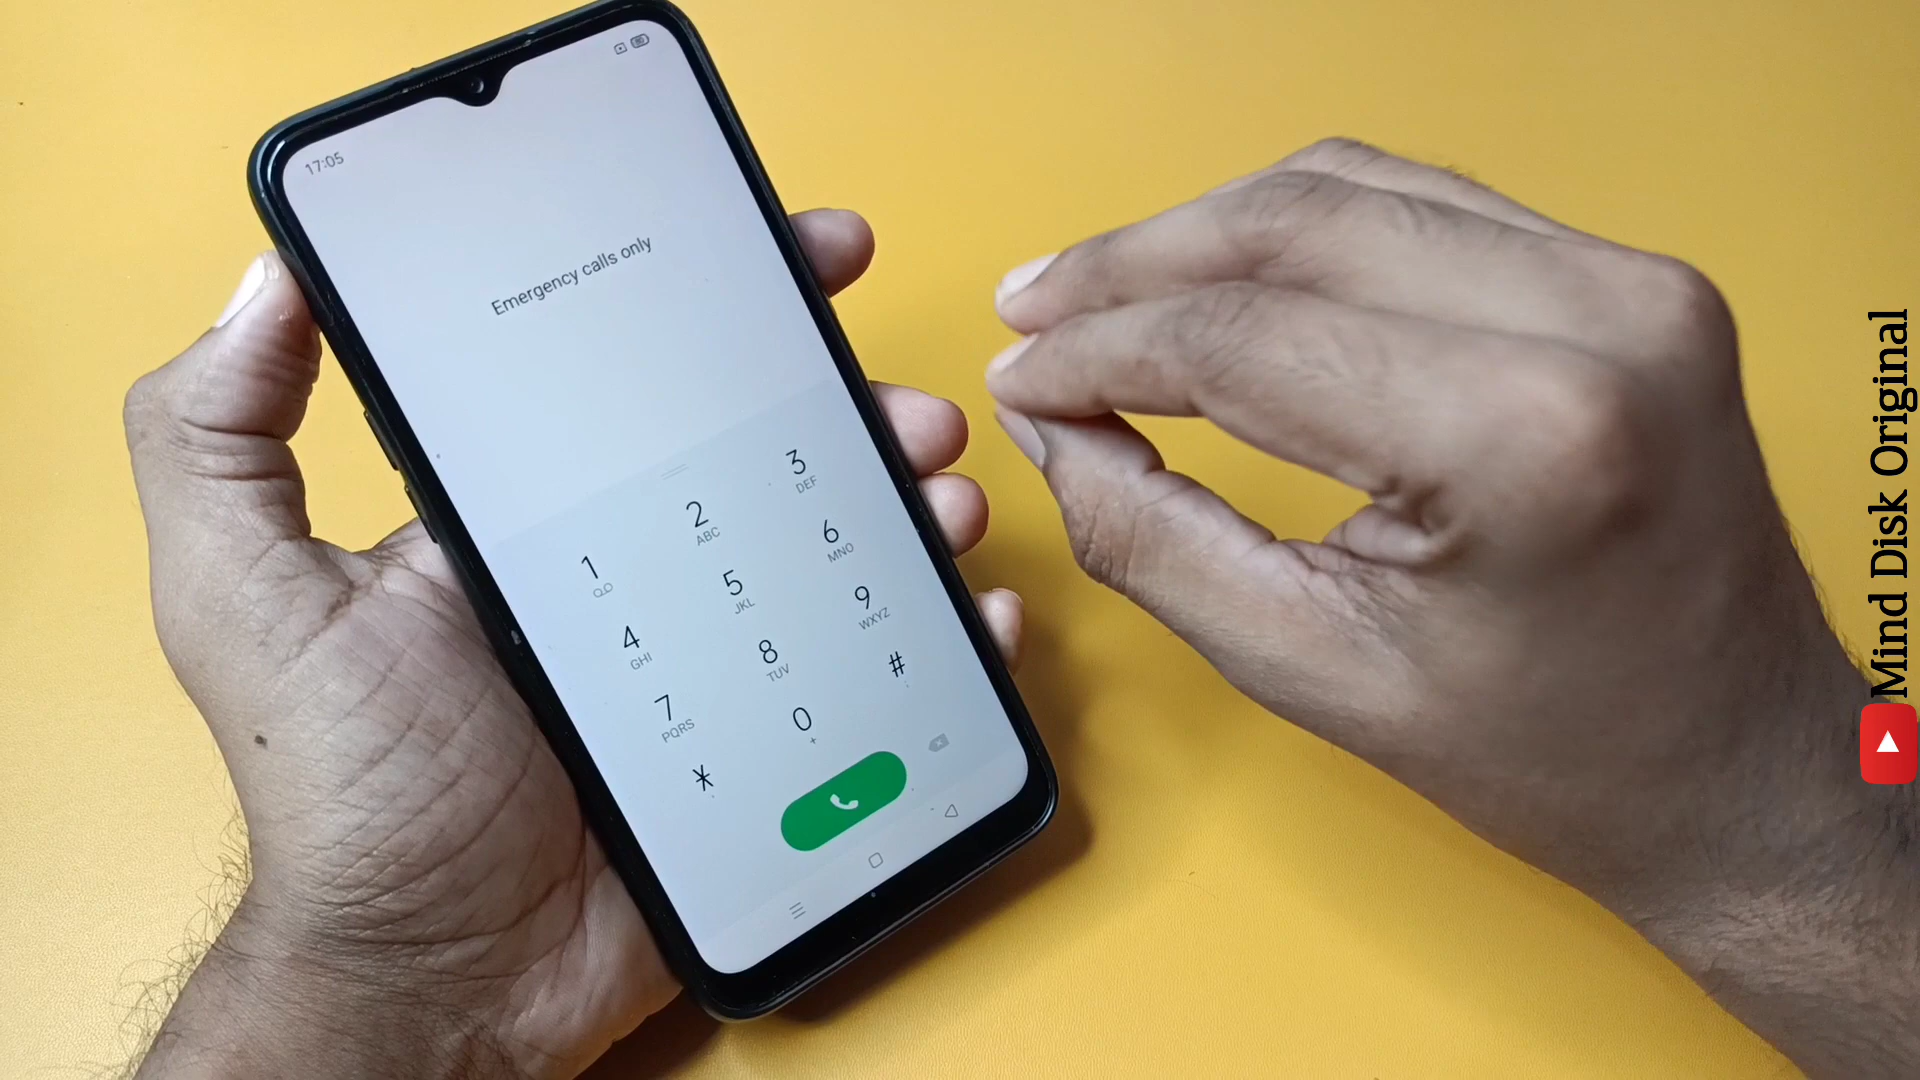 17:05
Emergency calls only
1
2 ABC
3 DEF
4 GHI
5 JKL
6 MNO
7 PQRS
8 TUV
9 WXYZ
*
0 +
#
Mind Disk Original